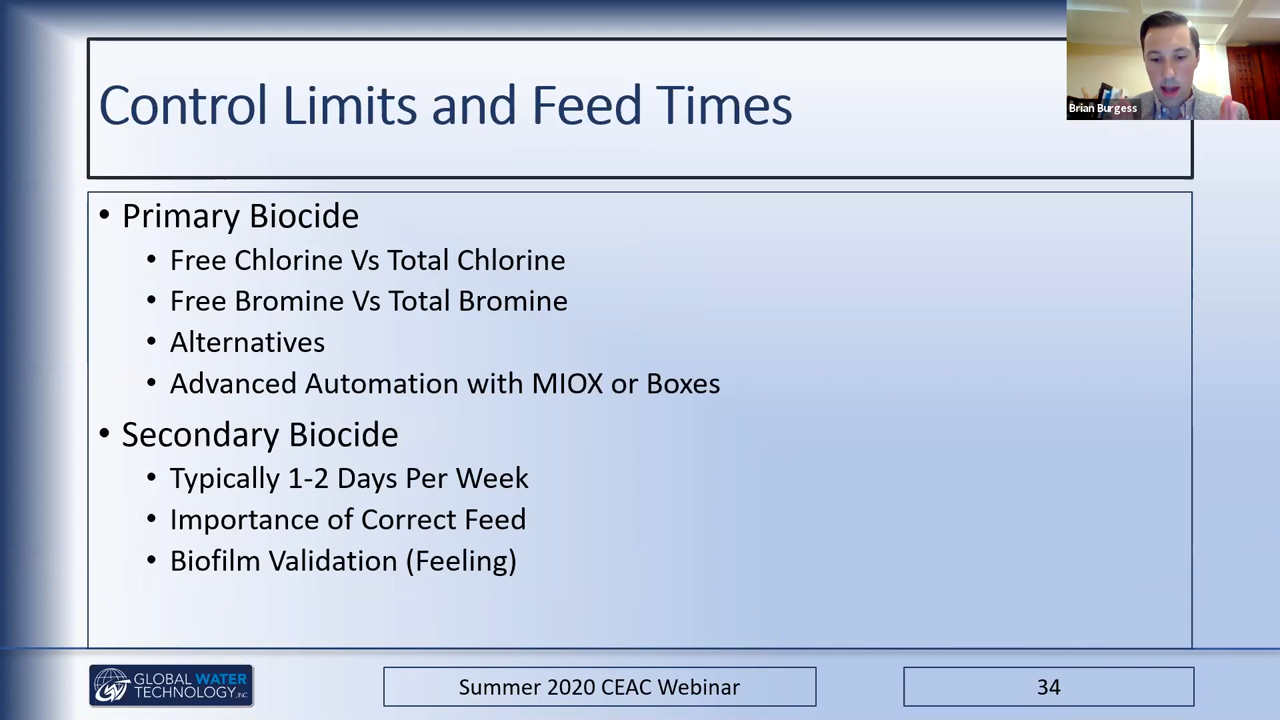 Control Limits and Feed Times
Brian Burgess
• Primary Biocide
• Free Chlorine Vs Total Chlorine
• Free Bromine Vs Total Bromine
• Alternatives
• Advanced Automation with MIOX or Boxes
• Secondary Biocide
• Typically 1-2 Days Per Week
• Importance of Correct Feed
• Biofilm Validation (Feeling)
GLOBAL WATER
TECHNOLOGY, INC
Summer 2020 CEAC Webinar
34